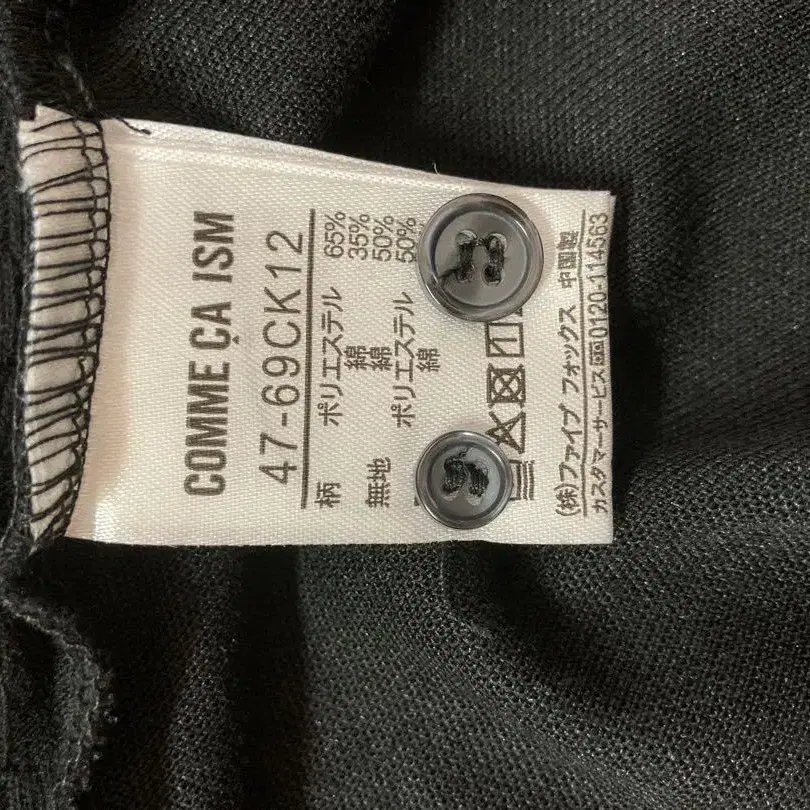 COMME ÇA ISM
47-69CK12
柄 ポリエステル 65%
綿 35%
無地 綿 50%
ポリエステル 50%
綿
(株)ファイブ フォックス 中国製
カスタマーサービス 0120-114563